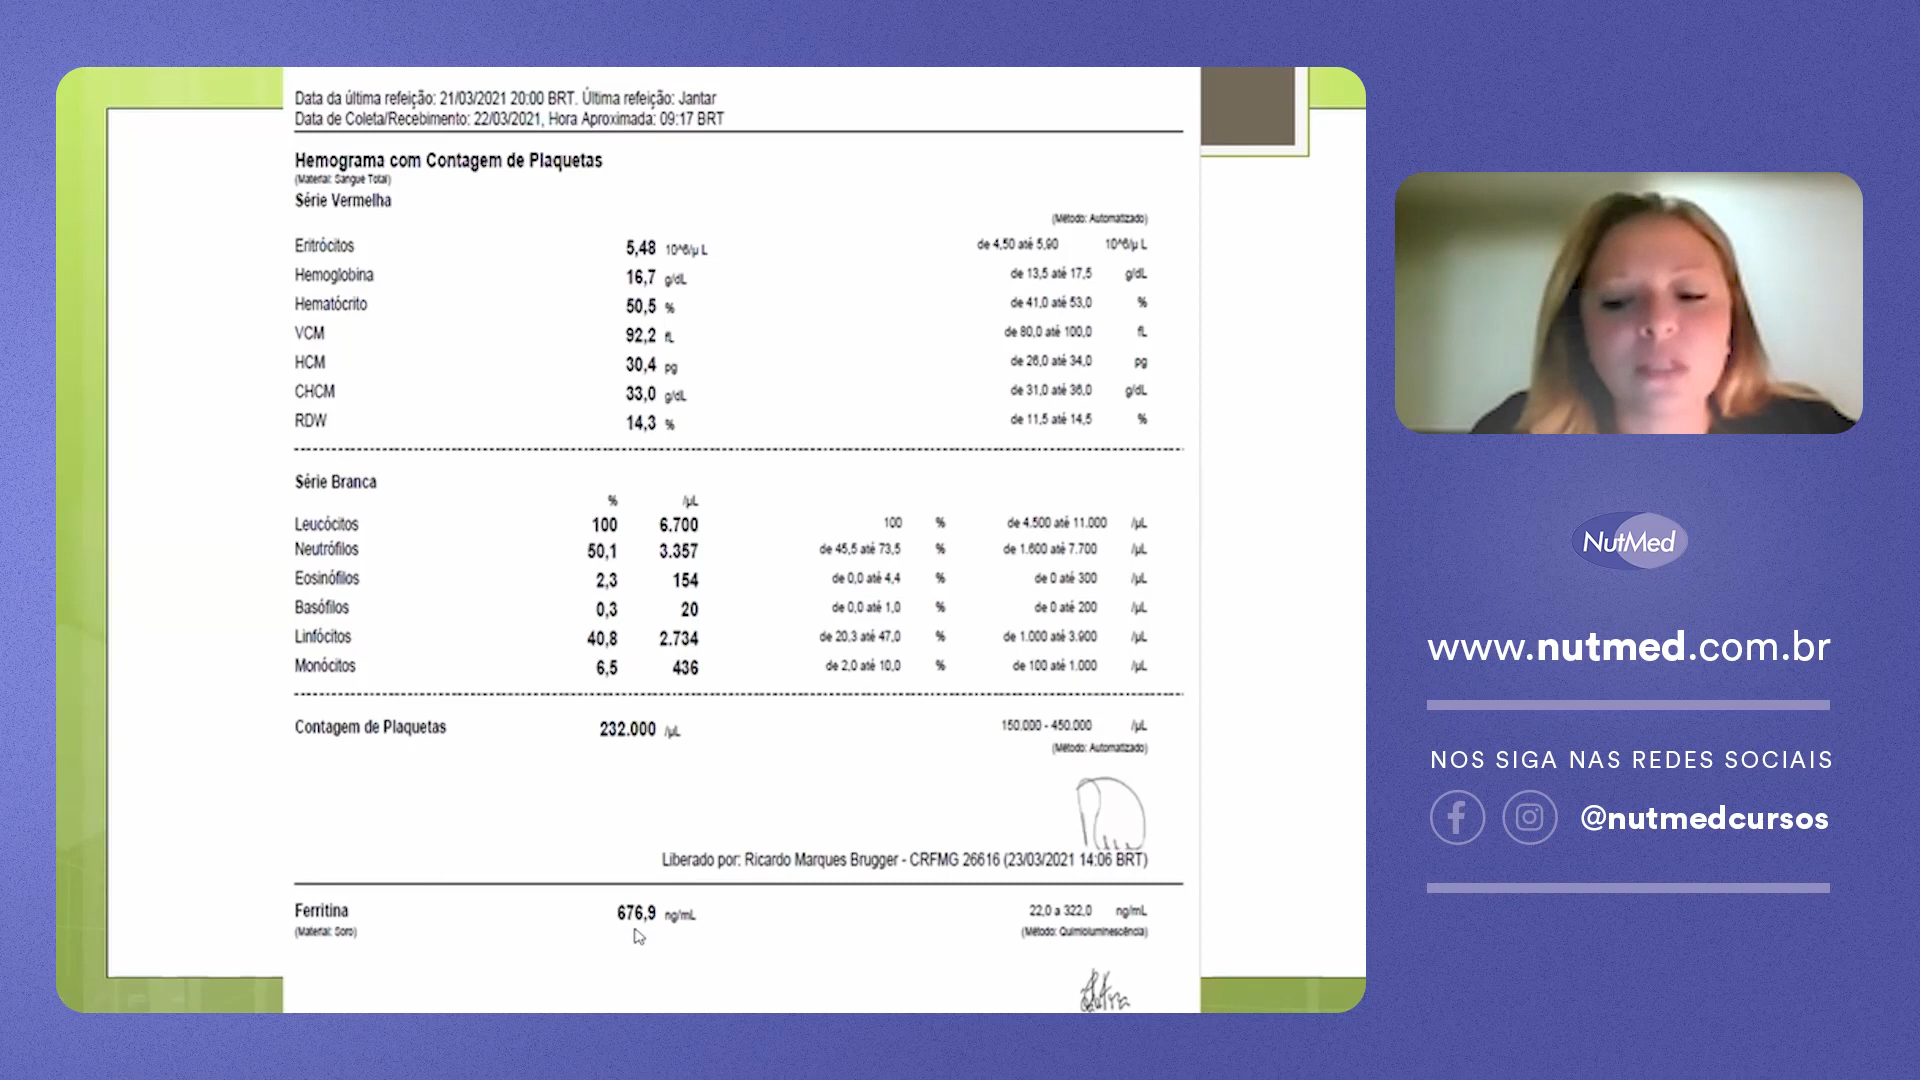 Data da última refeição: 21/03/2021 20:00 BRT. Última refeição: Jantar
Data de Coleta/Recebimento: 22/03/2021, Hora Aproximada: 09:17 BRT
Hemograma com Contagem de Plaquetas
(Material: Sangue Total)
Série Vermelha
(Método: Automatizado)
Eritrócitos 5,48 10^6/µL de 4,50 até 5,90 10^6/µL
Hemoglobina 16,7 g/dL de 13,5 até 17,5 g/dL
Hematócrito 50,5 % de 41,0 até 53,0 %
VCM 92,2 fL de 80,0 até 100,0 fL
HCM 30,4 pg de 26,0 até 34,0 pg
CHCM 33,0 g/dL de 31,0 até 36,0 g/dL
RDW 14,3 % de 11,5 até 14,5 %
Série Branca
% /µL
Leucócitos 100 6.700 100 % de 4.500 até 11.000 /µL
Neutrófilos 50,1 3.357 de 45,5 até 73,5 % de 1.600 até 7.700 /µL
Eosinófilos 2,3 154 de 0,0 até 4,4 % de 0 até 300 /µL
Basófilos 0,3 20 de 0,0 até 1,0 % de 0 até 200 /µL
Linfócitos 40,8 2.734 de 20,3 até 47,0 % de 1.000 até 3.900 /µL
Monócitos 6,5 436 de 2,0 até 10,0 % de 100 até 1.000 /µL
Contagem de Plaquetas 232.000 /µL 150.000 - 450.000 /µL
(Método: Automatizado)
Liberado por: Ricardo Marques Brugger - CRFMG 26616 (23/03/2021 14:06 BRT)
Ferritina 676,9 ng/mL 22,0 a 322,0 ng/mL
(Material: Soro) (Método: Quimioluminescência)
NutMed
www.nutmed.com.br
NOS SIGA NAS REDES SOCIAIS
@nutmedcursos